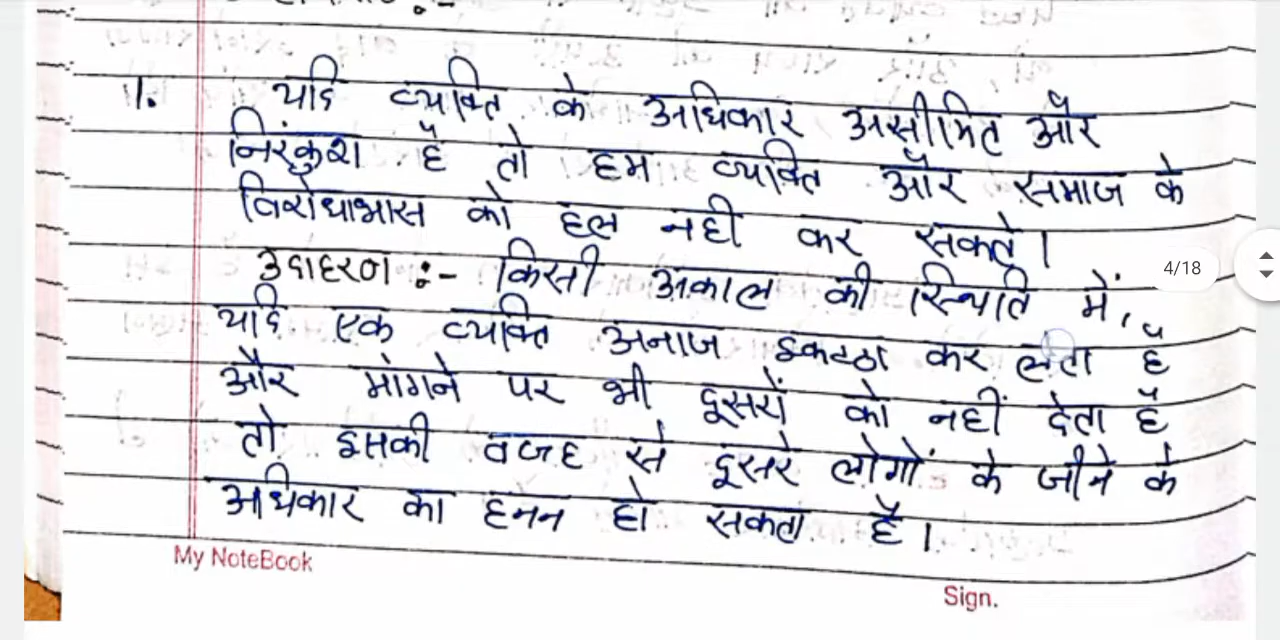 1. यदि व्यक्ति के अधिकार असीमित और
निरंकुश है तो हम व्यक्ति और समाज के
विरोधाभास को हल नही कर सकते।
उदाहरण :- किसी अकाल की स्थिति में,
4/18
यदि एक व्यक्ति अनाज इकट्ठा कर लेता है
और मांगने पर भी दूसरों को नहीं देता है
तो इसकी वजह से दूसरे लोगों के जीने के
अधिकार का हनन हो सकता है।
My NoteBook
Sign.